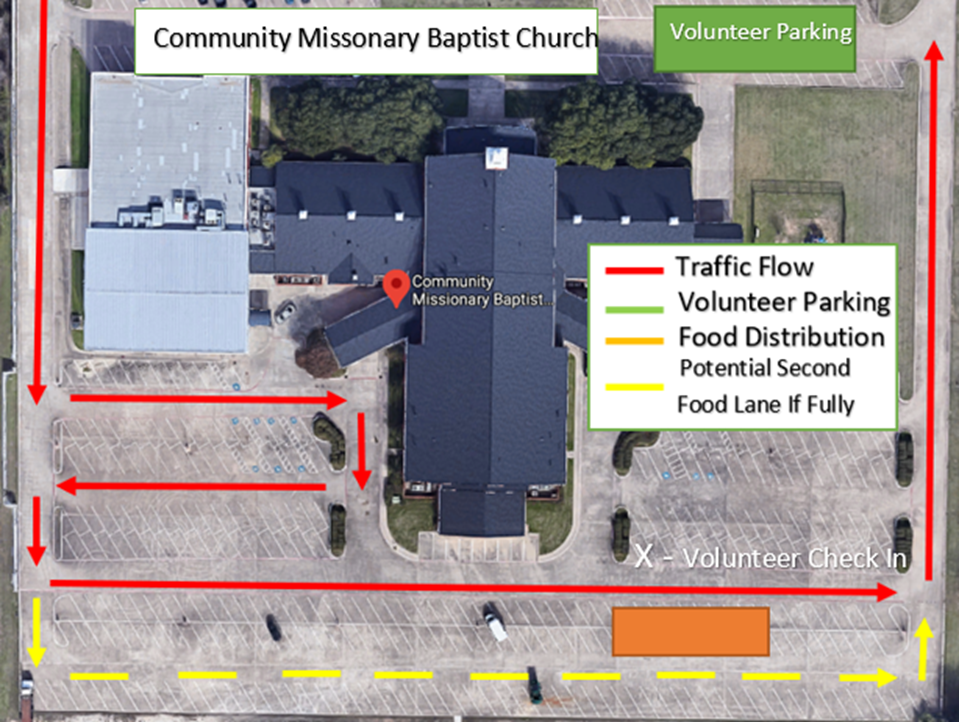 Community Missonary Baptist Church
Volunteer Parking
Community
Missionary Baptist...
Traffic Flow
Volunteer Parking
Food Distribution
Potential Second
Food Lane If Fully
X - Volunteer Check In